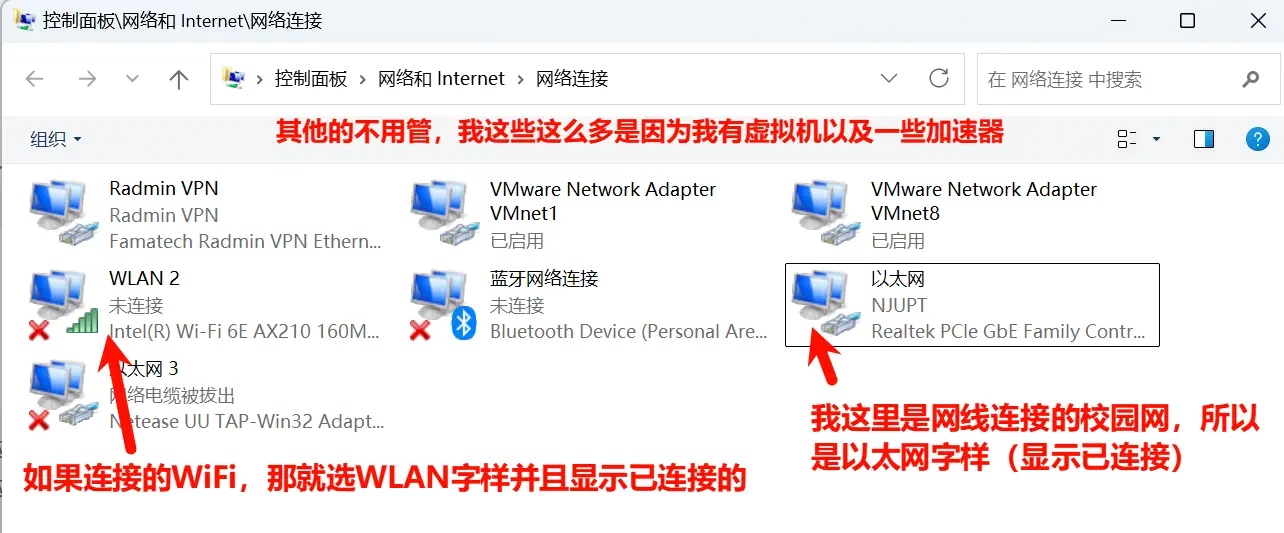 控制面板\网络和 Internet\网络连接
控制面板 > 网络和 Internet > 网络连接
在 网络连接 中搜索
组织
其他的不用管，我这些这么多是因为我有虚拟机以及一些加速器
Radmin VPN
Radmin VPN
Famatech Radmin VPN Ethern...
VMware Network Adapter
VMnet1
已启用
VMware Network Adapter
VMnet8
已启用
WLAN 2
未连接
Intel(R) Wi-Fi 6E AX210 160M...
蓝牙网络连接
未连接
Bluetooth Device (Personal Are...
以太网
NJUPT
Realtek PCIe GbE Family Contr...
以太网 3
网络电缆被拔出
Netease UU TAP-Win32 Adapt...
如果连接的WiFi，那就选WLAN字样并且显示已连接的
我这里是网线连接的校园网，所以
是以太网字样（显示已连接）